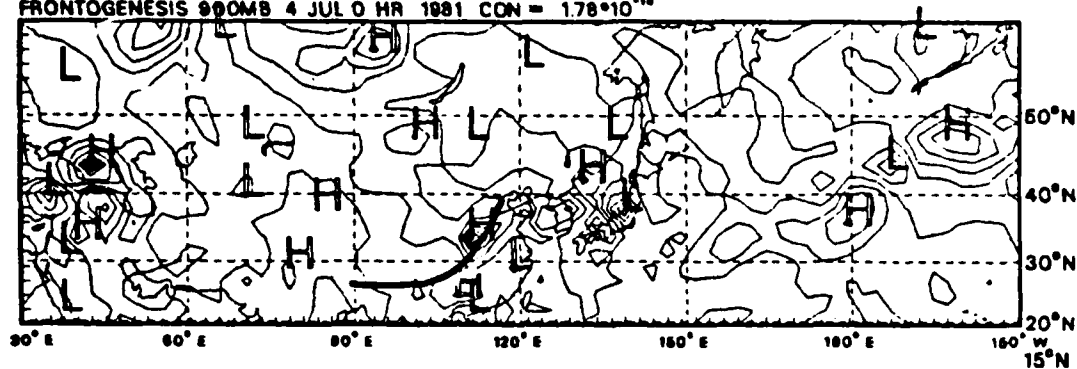 FRONTOGENESIS 900MB 4 JUL 0 HR 1981 CON = 1.78*10
L H L
L L
L H L L H 50°N
H H L
L L H L 40°N
H H H
L H L 30°N
L H L 20°N
30° E 60° E 90° E 120° E 150° E 180° E 150° W
15°N